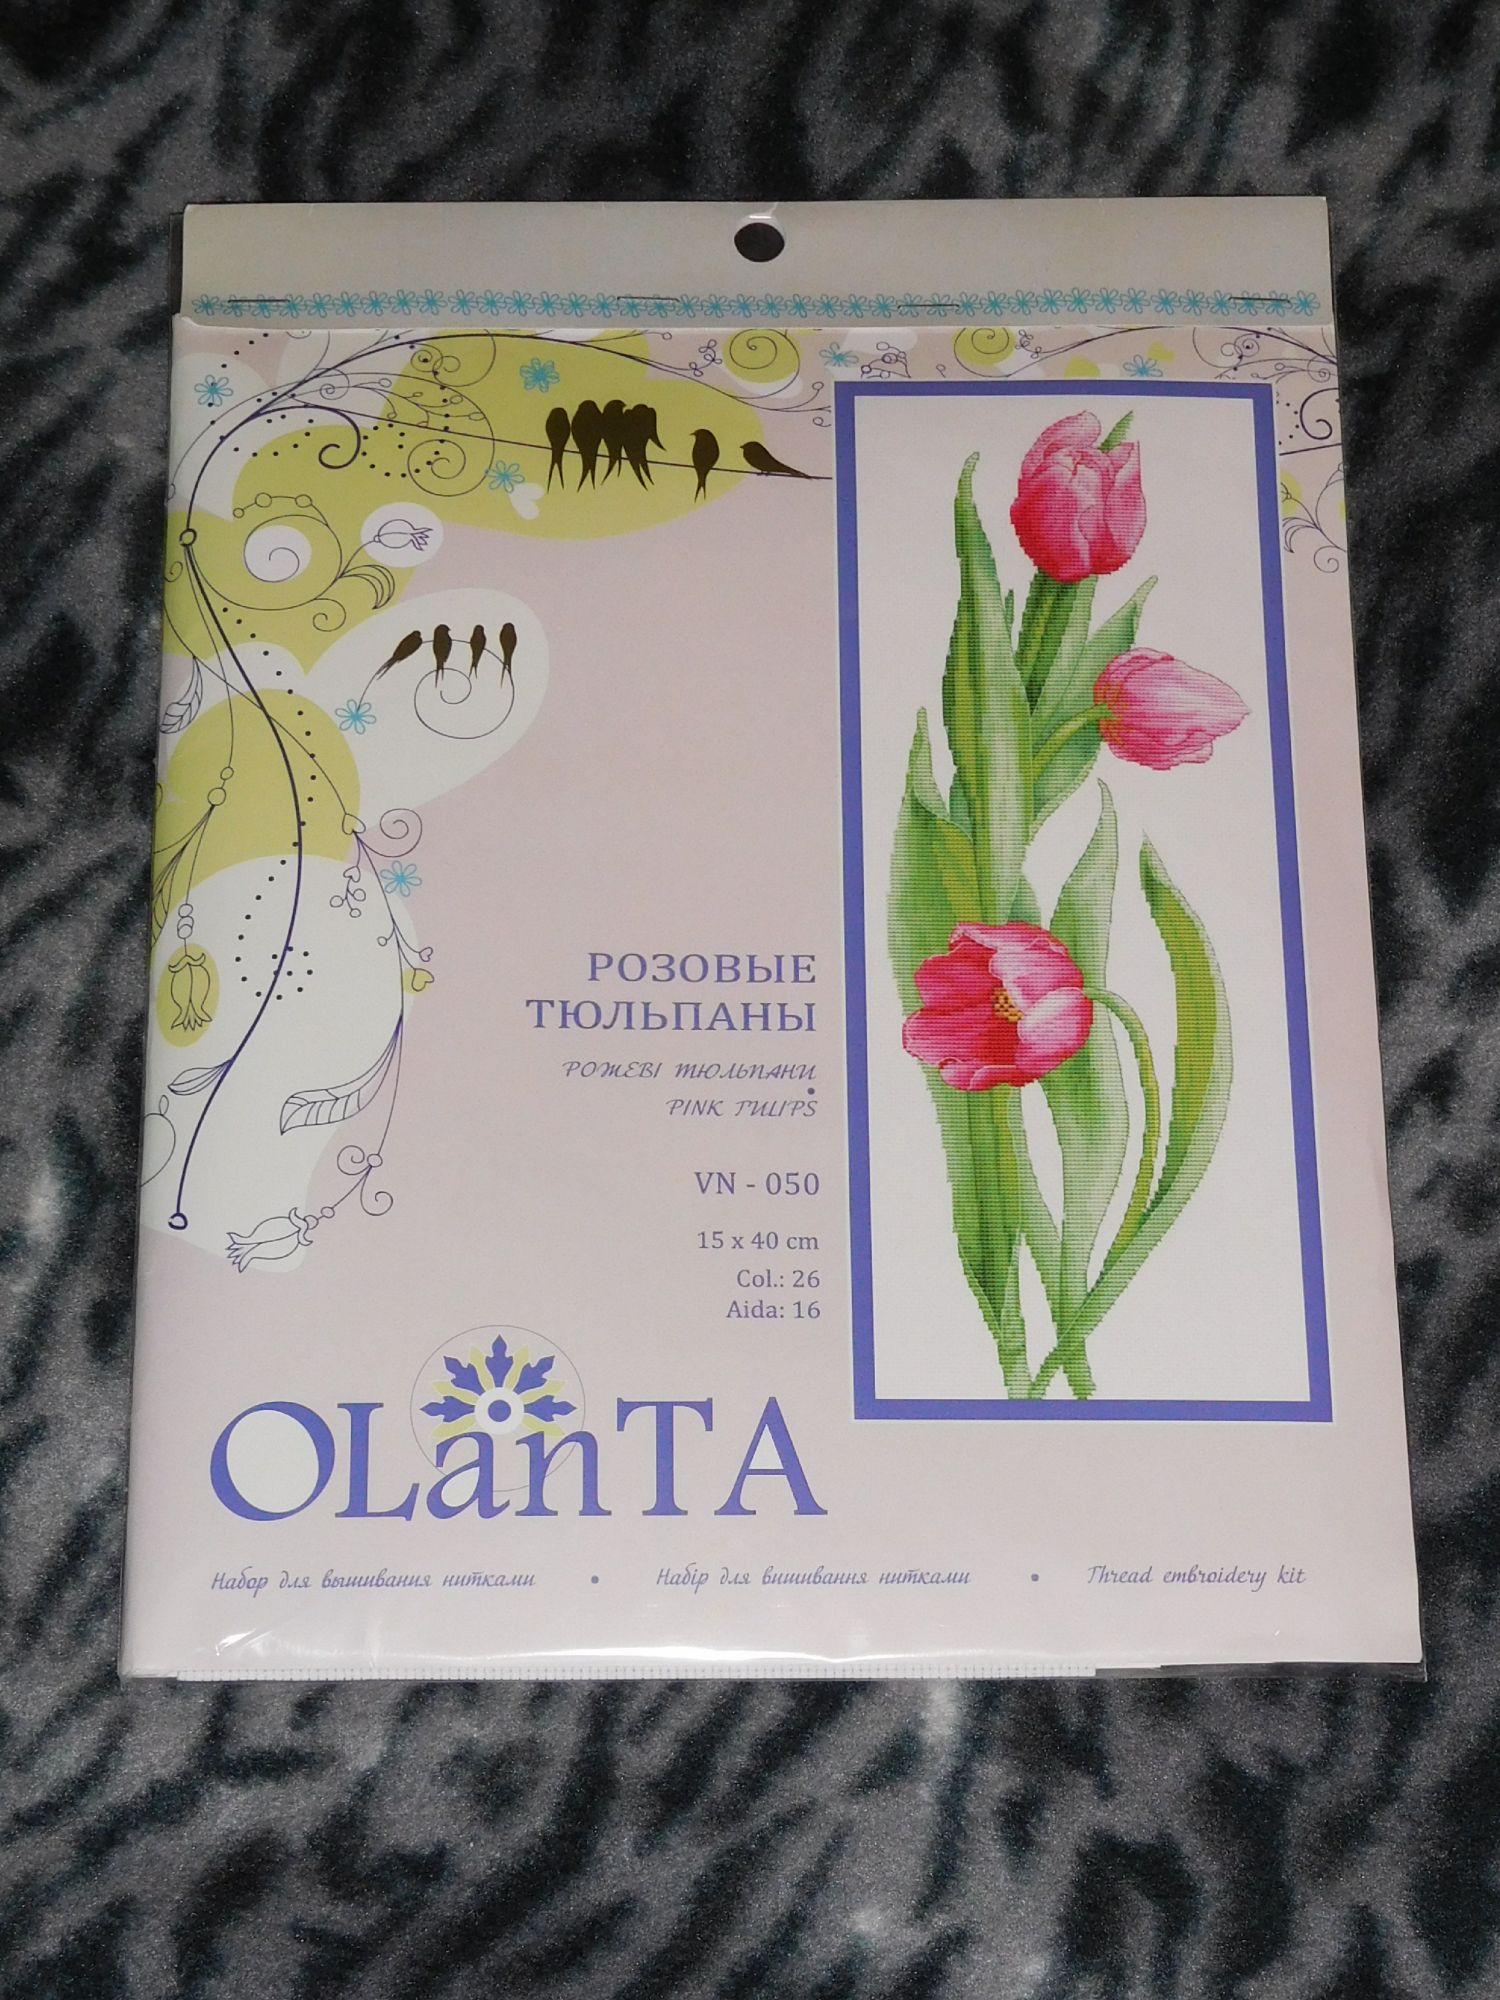 РОЗОВЫЕ
ТЮЛЬПАНЫ
РОЖЕВІ ТЮЛЬПАНИ
•
PINK TULIPS
VN - 050
15 x 40 cm
Col.: 26
Aida: 16
OLanTA
Набор для вышивания нитками • Набір для вишивання нитками • Thread embroidery kit